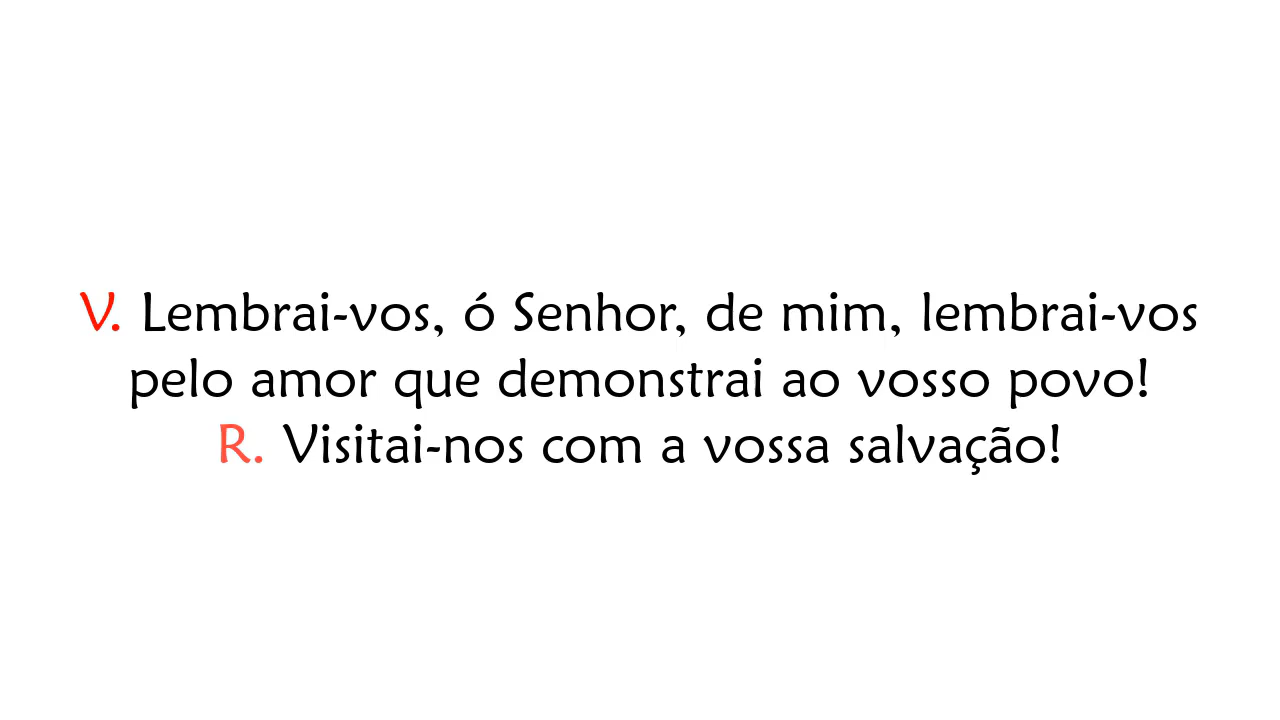 V. Lembrai-vos, ó Senhor, de mim, lembrai-vos
pelo amor que demonstrai ao vosso povo!
R. Visitai-nos com a vossa salvação!